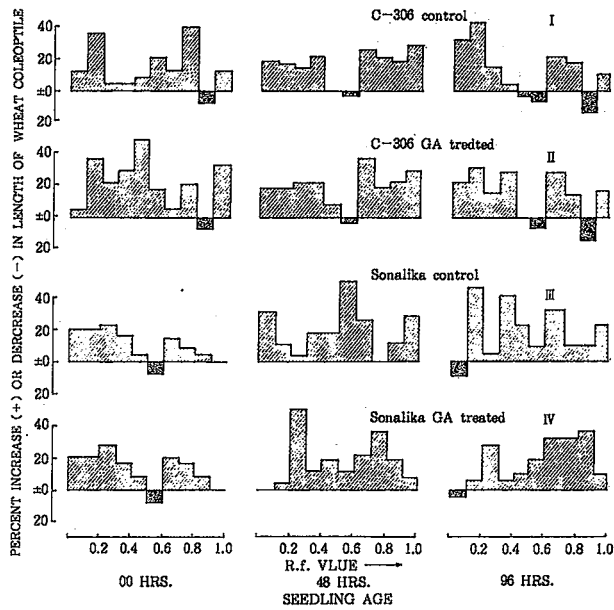 PERCENT INCREASE (+) OR DERCREASE (-) IN LENGTH OF WHEAT COLEOPTILE
C-306 control I
40
20
±0
20
C-306 GA tredted II
40
20
±0
20
Sonalika control III
40
20
±0
20
Sonalika GA treated IV
40
20
±0
20
0.2 0.4 0.6 0.8 1.0 0.2 0.4 0.6 0.8 1.0 0.2 0.4 0.6 0.8 1.0
R.f. VLUE
00 HRS. 48 HRS. 96 HRS.
SEEDLING AGE